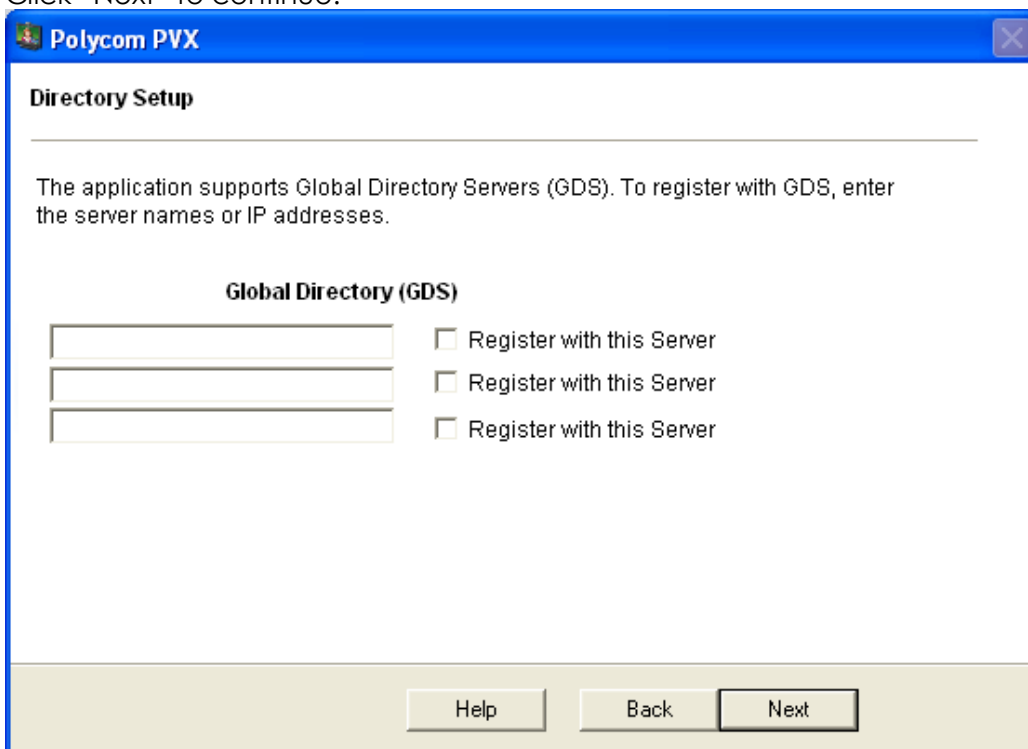 Click "Next" to continue.
Polycom PVX
Directory Setup
The application supports Global Directory Servers (GDS). To register with GDS, enter
the server names or IP addresses.
Global Directory (GDS)
Register with this Server
Register with this Server
Register with this Server
Help Back Next